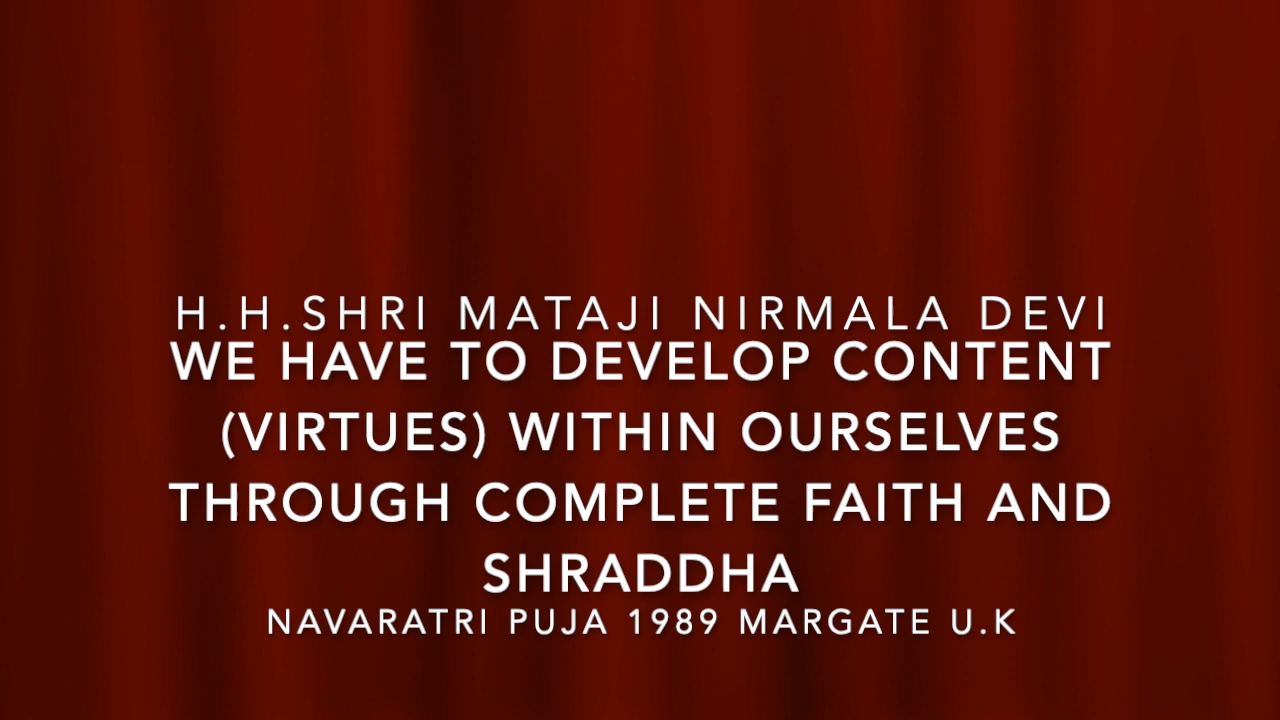 H.H.SHRI MATAJI NIRMALA DEVI
WE HAVE TO DEVELOP CONTENT
(VIRTUES) WITHIN OURSELVES
THROUGH COMPLETE FAITH AND
SHRADDHA
NAVARATRI PUJA 1989 MARGATE U.K